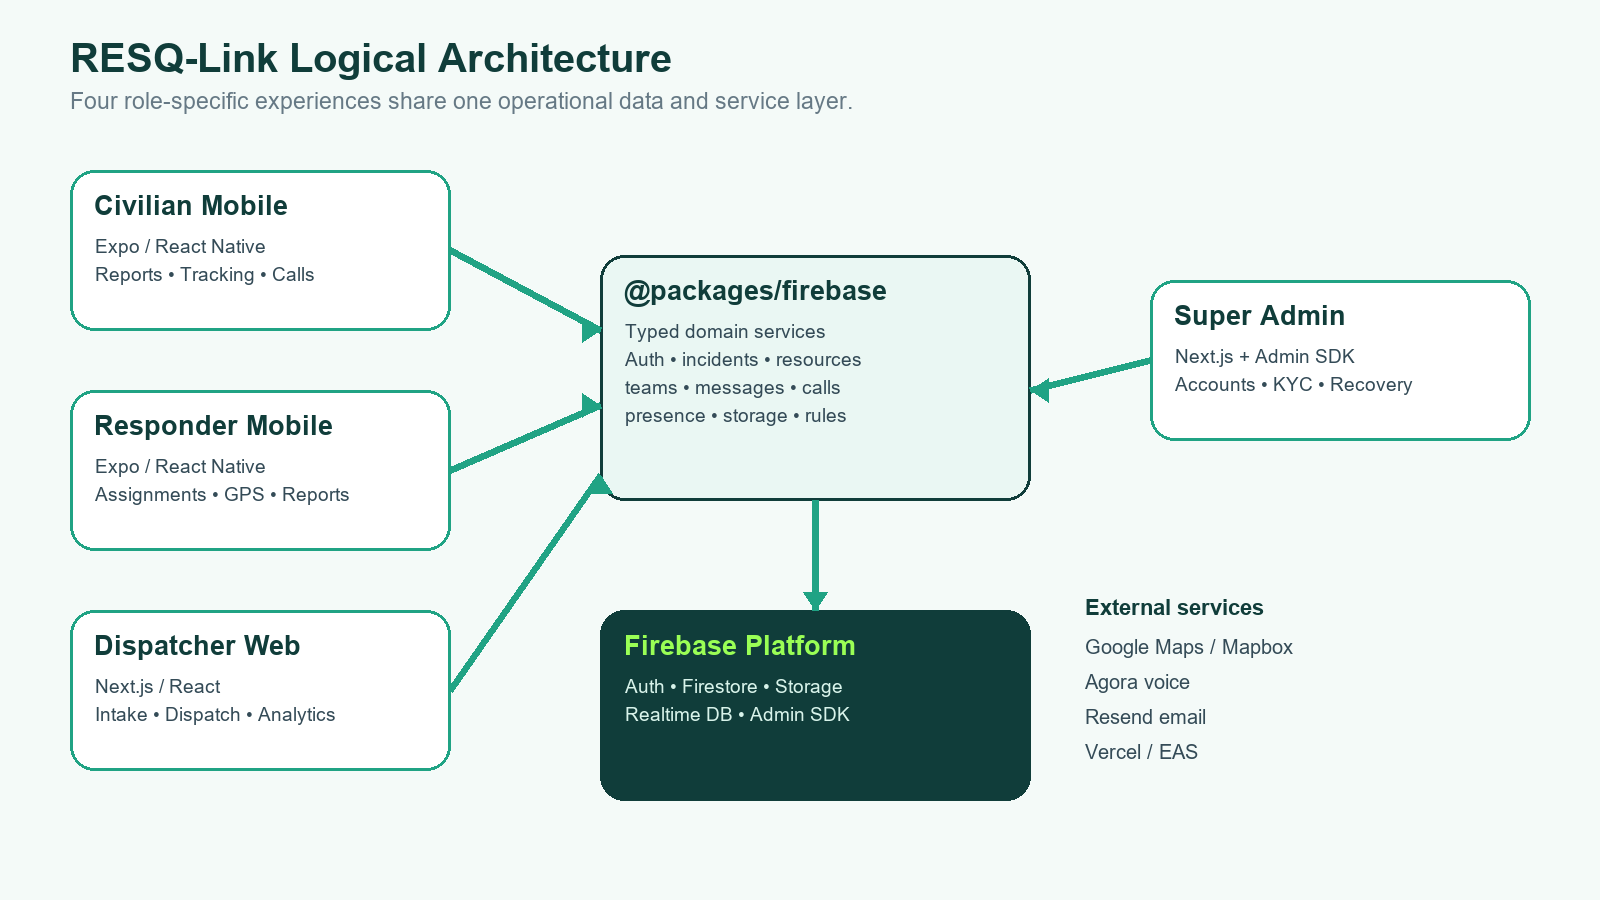 RESQ-Link Logical Architecture
Four role-specific experiences share one operational data and service layer.
Civilian Mobile
Expo / React Native
Reports • Tracking • Calls
Responder Mobile
Expo / React Native
Assignments • GPS • Reports
Dispatcher Web
Next.js / React
Intake • Dispatch • Analytics
@packages/firebase
Typed domain services
Auth • incidents • resources
teams • messages • calls
presence • storage • rules
Firebase Platform
Auth • Firestore • Storage
Realtime DB • Admin SDK
Super Admin
Next.js + Admin SDK
Accounts • KYC • Recovery
External services
Google Maps / Mapbox
Agora voice
Resend email
Vercel / EAS